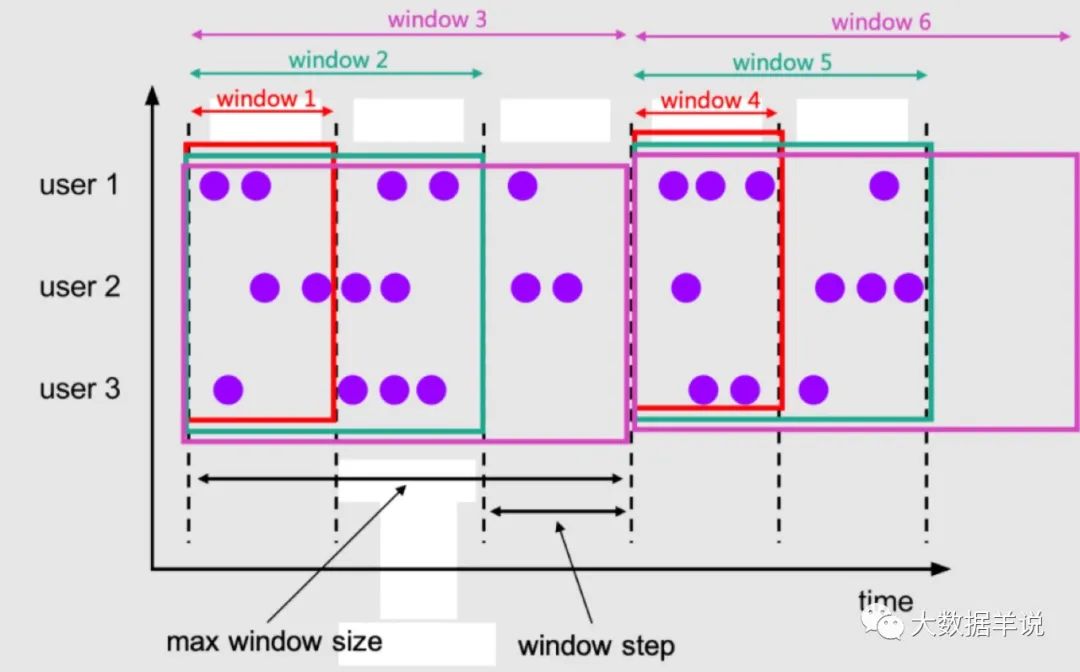 window 3
window 6
window 2
window 5
window 1
window 4
user 1
user 2
user 3
time
max window size
window step
大数据羊说